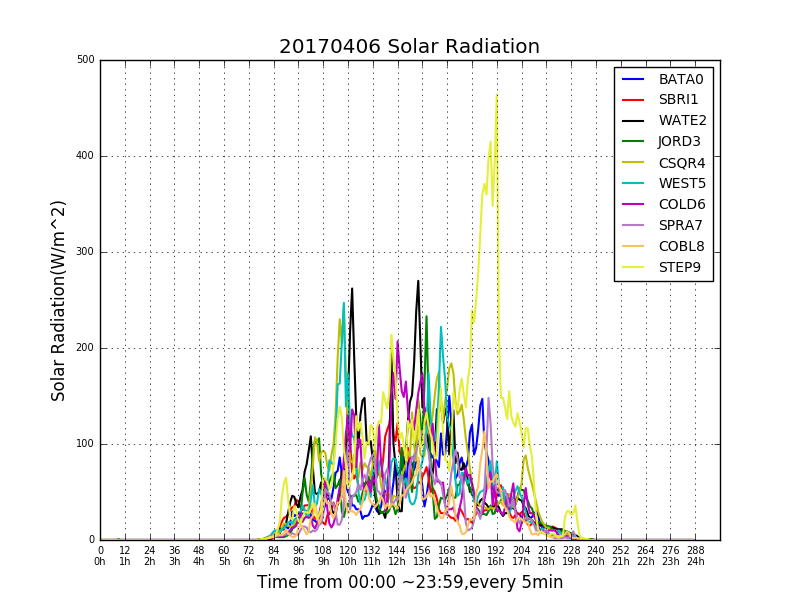 20170406 Solar Radiation
500
400
300
200
100
0
Solar Radiation(W/m^2)
BATA0
SBRI1
WATE2
JORD3
CSQR4
WEST5
COLD6
SPRA7
COBL8
STEP9
0 12 24 36 48 60 72 84 96 108 120 132 144 156 168 180 192 204 216 228 240 252 264 276 288
0h 1h 2h 3h 4h 5h 6h 7h 8h 9h 10h 11h 12h 13h 14h 15h 16h 17h 18h 19h 20h 21h 22h 23h 24h
Time from 00:00 ~23:59,every 5min